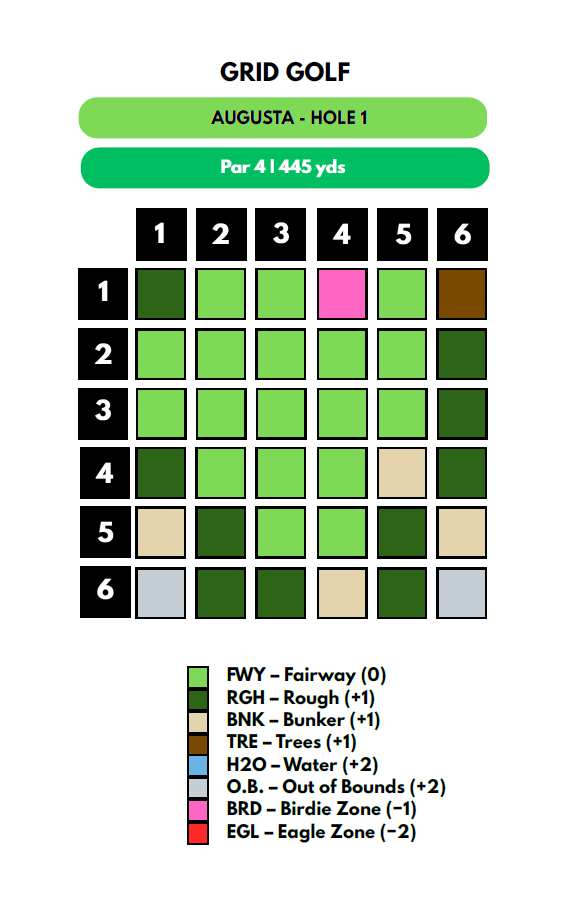 GRID GOLF
AUGUSTA - HOLE 1
Par 4 | 445 yds
1 2 3 4 5 6
1
2
3
4
5
6
FWY – Fairway (0)
RGH – Rough (+1)
BNK – Bunker (+1)
TRE – Trees (+1)
H2O – Water (+2)
O.B. – Out of Bounds (+2)
BRD – Birdie Zone (−1)
EGL – Eagle Zone (−2)